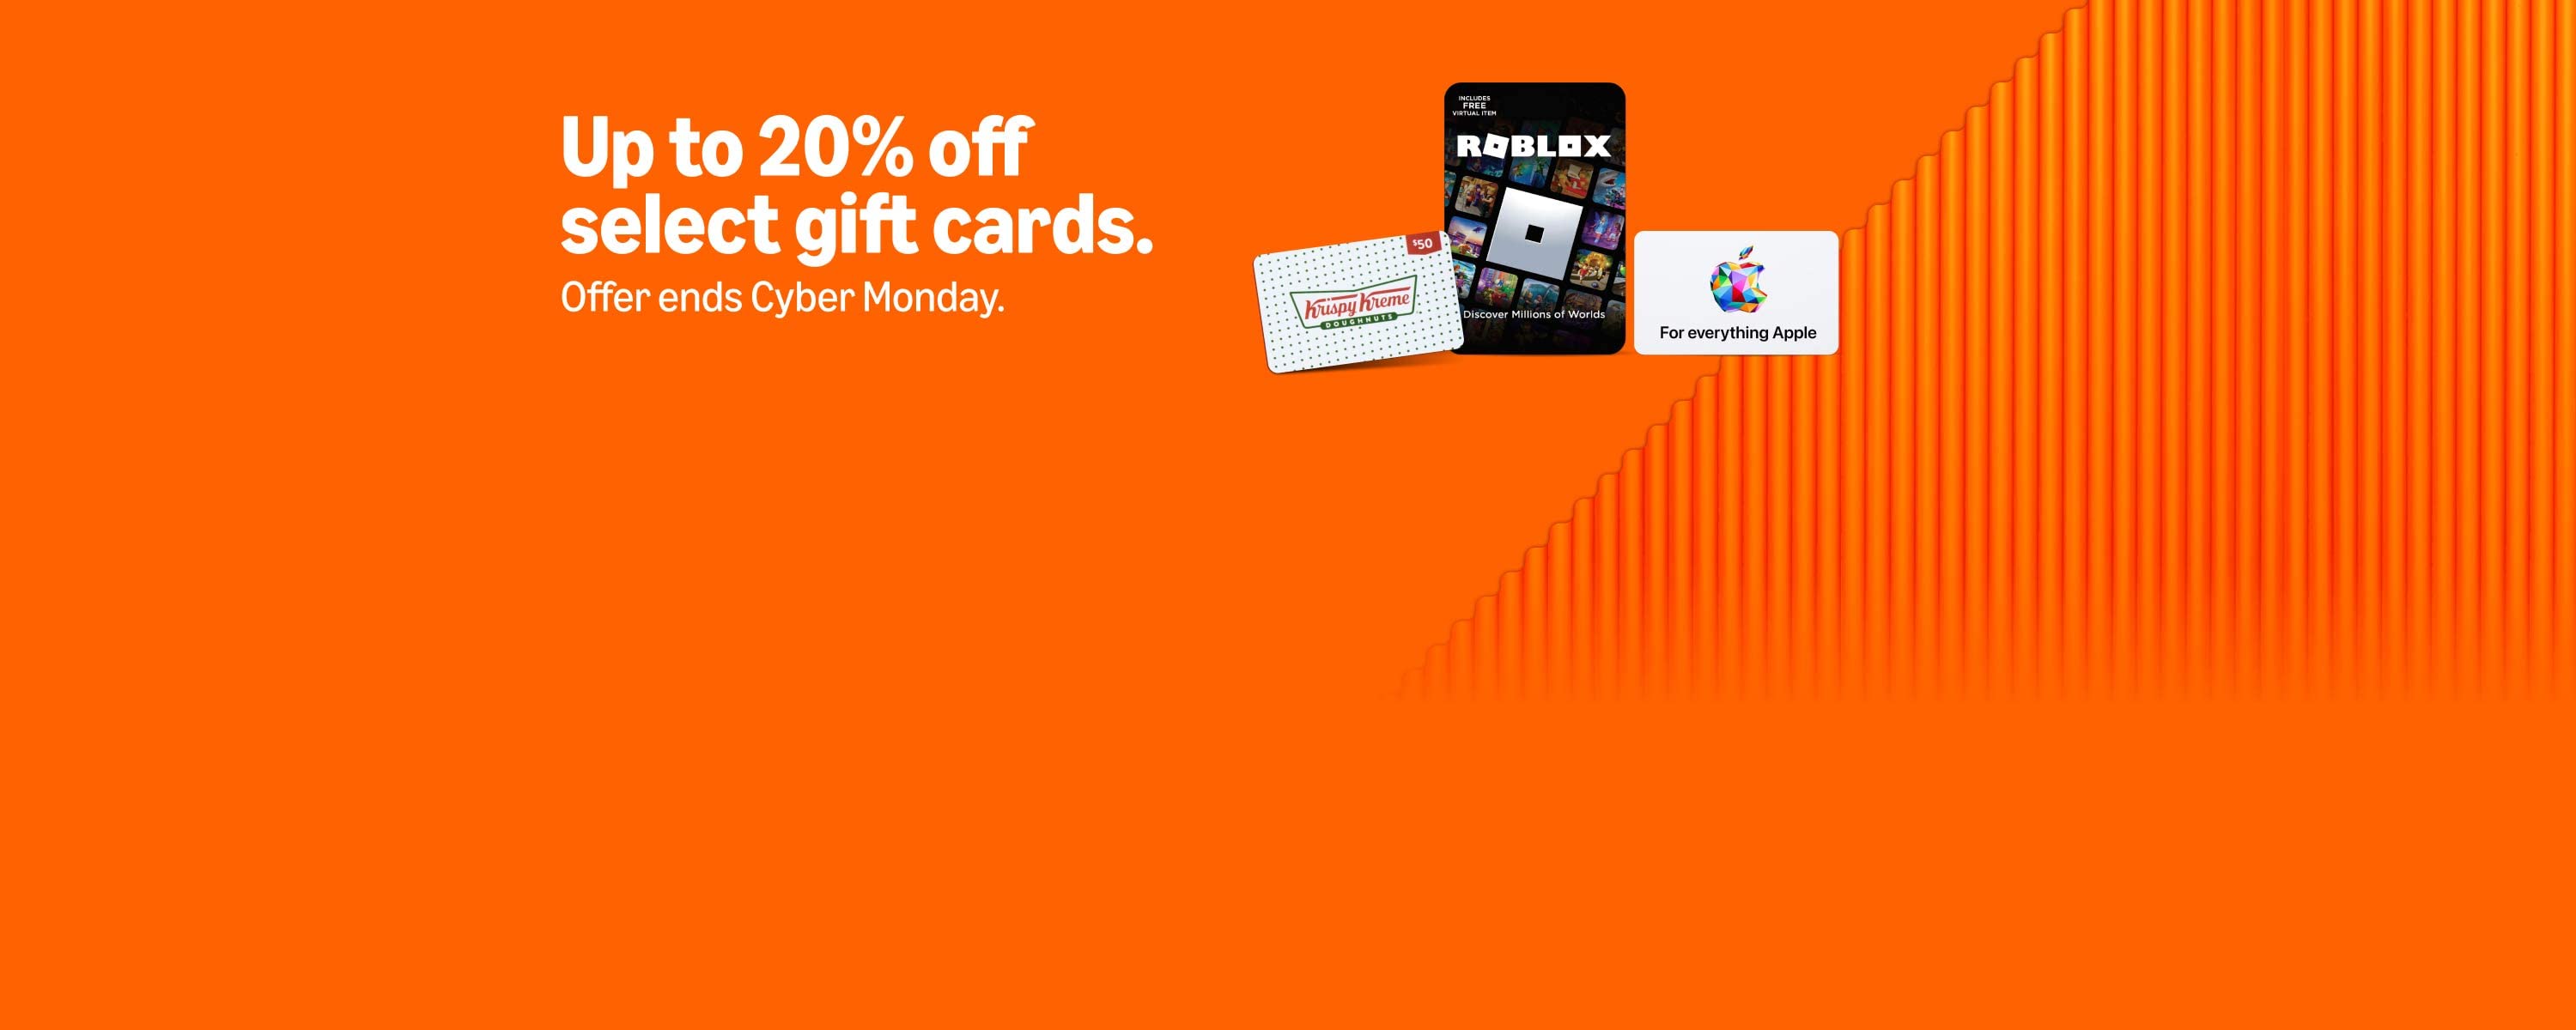 Up to 20% off
select gift cards.
Offer ends Cyber Monday.
$50
Krispy Kreme
DOUGHNUTS
INCLUDES
FREE
VIRTUAL ITEM
ROBLOX
Discover Millions of Worlds
For everything Apple